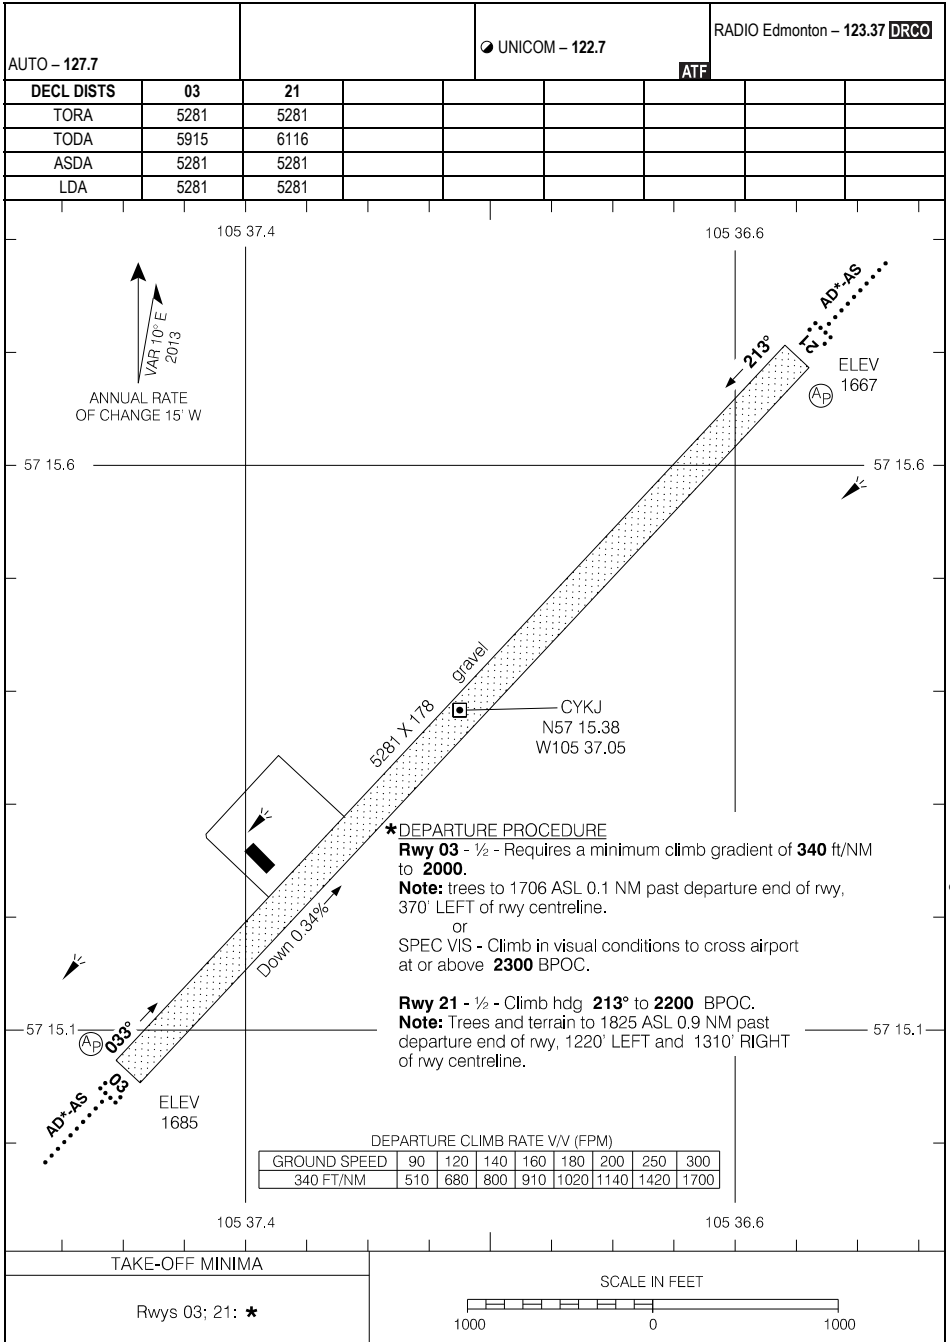 AUTO – 127.7
UNICOM – 122.7
ATF
RADIO Edmonton – 123.37 DRCO
DECL DISTS 03 21
TORA 5281 5281
TODA 5915 6116
ASDA 5281 5281
LDA 5281 5281
105 37.4 105 36.6
VAR 10° E
2013
ANNUAL RATE
OF CHANGE 15' W
AD*-AS
21
213°
ELEV
1667
Ap
57 15.6 57 15.6
gravel
5281 X 178
CYKJ
N57 15.38
W105 37.05
* DEPARTURE PROCEDURE
Rwy 03 - ½ - Requires a minimum climb gradient of 340 ft/NM
to 2000.
Note: trees to 1706 ASL 0.1 NM past departure end of rwy,
370' LEFT of rwy centreline.
or
SPEC VIS - Climb in visual conditions to cross airport
at or above 2300 BPOC.
Rwy 21 - ½ - Climb hdg 213° to 2200 BPOC.
Note: Trees and terrain to 1825 ASL 0.9 NM past
departure end of rwy, 1220' LEFT and 1310' RIGHT
of rwy centreline.
Down 0.34%
57 15.1 57 15.1
Ap
033°
03
AD*-AS
ELEV
1685
DEPARTURE CLIMB RATE V/V (FPM)
GROUND SPEED 90 120 140 160 180 200 250 300
340 FT/NM 510 680 800 910 1020 1140 1420 1700
105 37.4 105 36.6
TAKE-OFF MINIMA
Rwys 03; 21: *
SCALE IN FEET
1000 0 1000